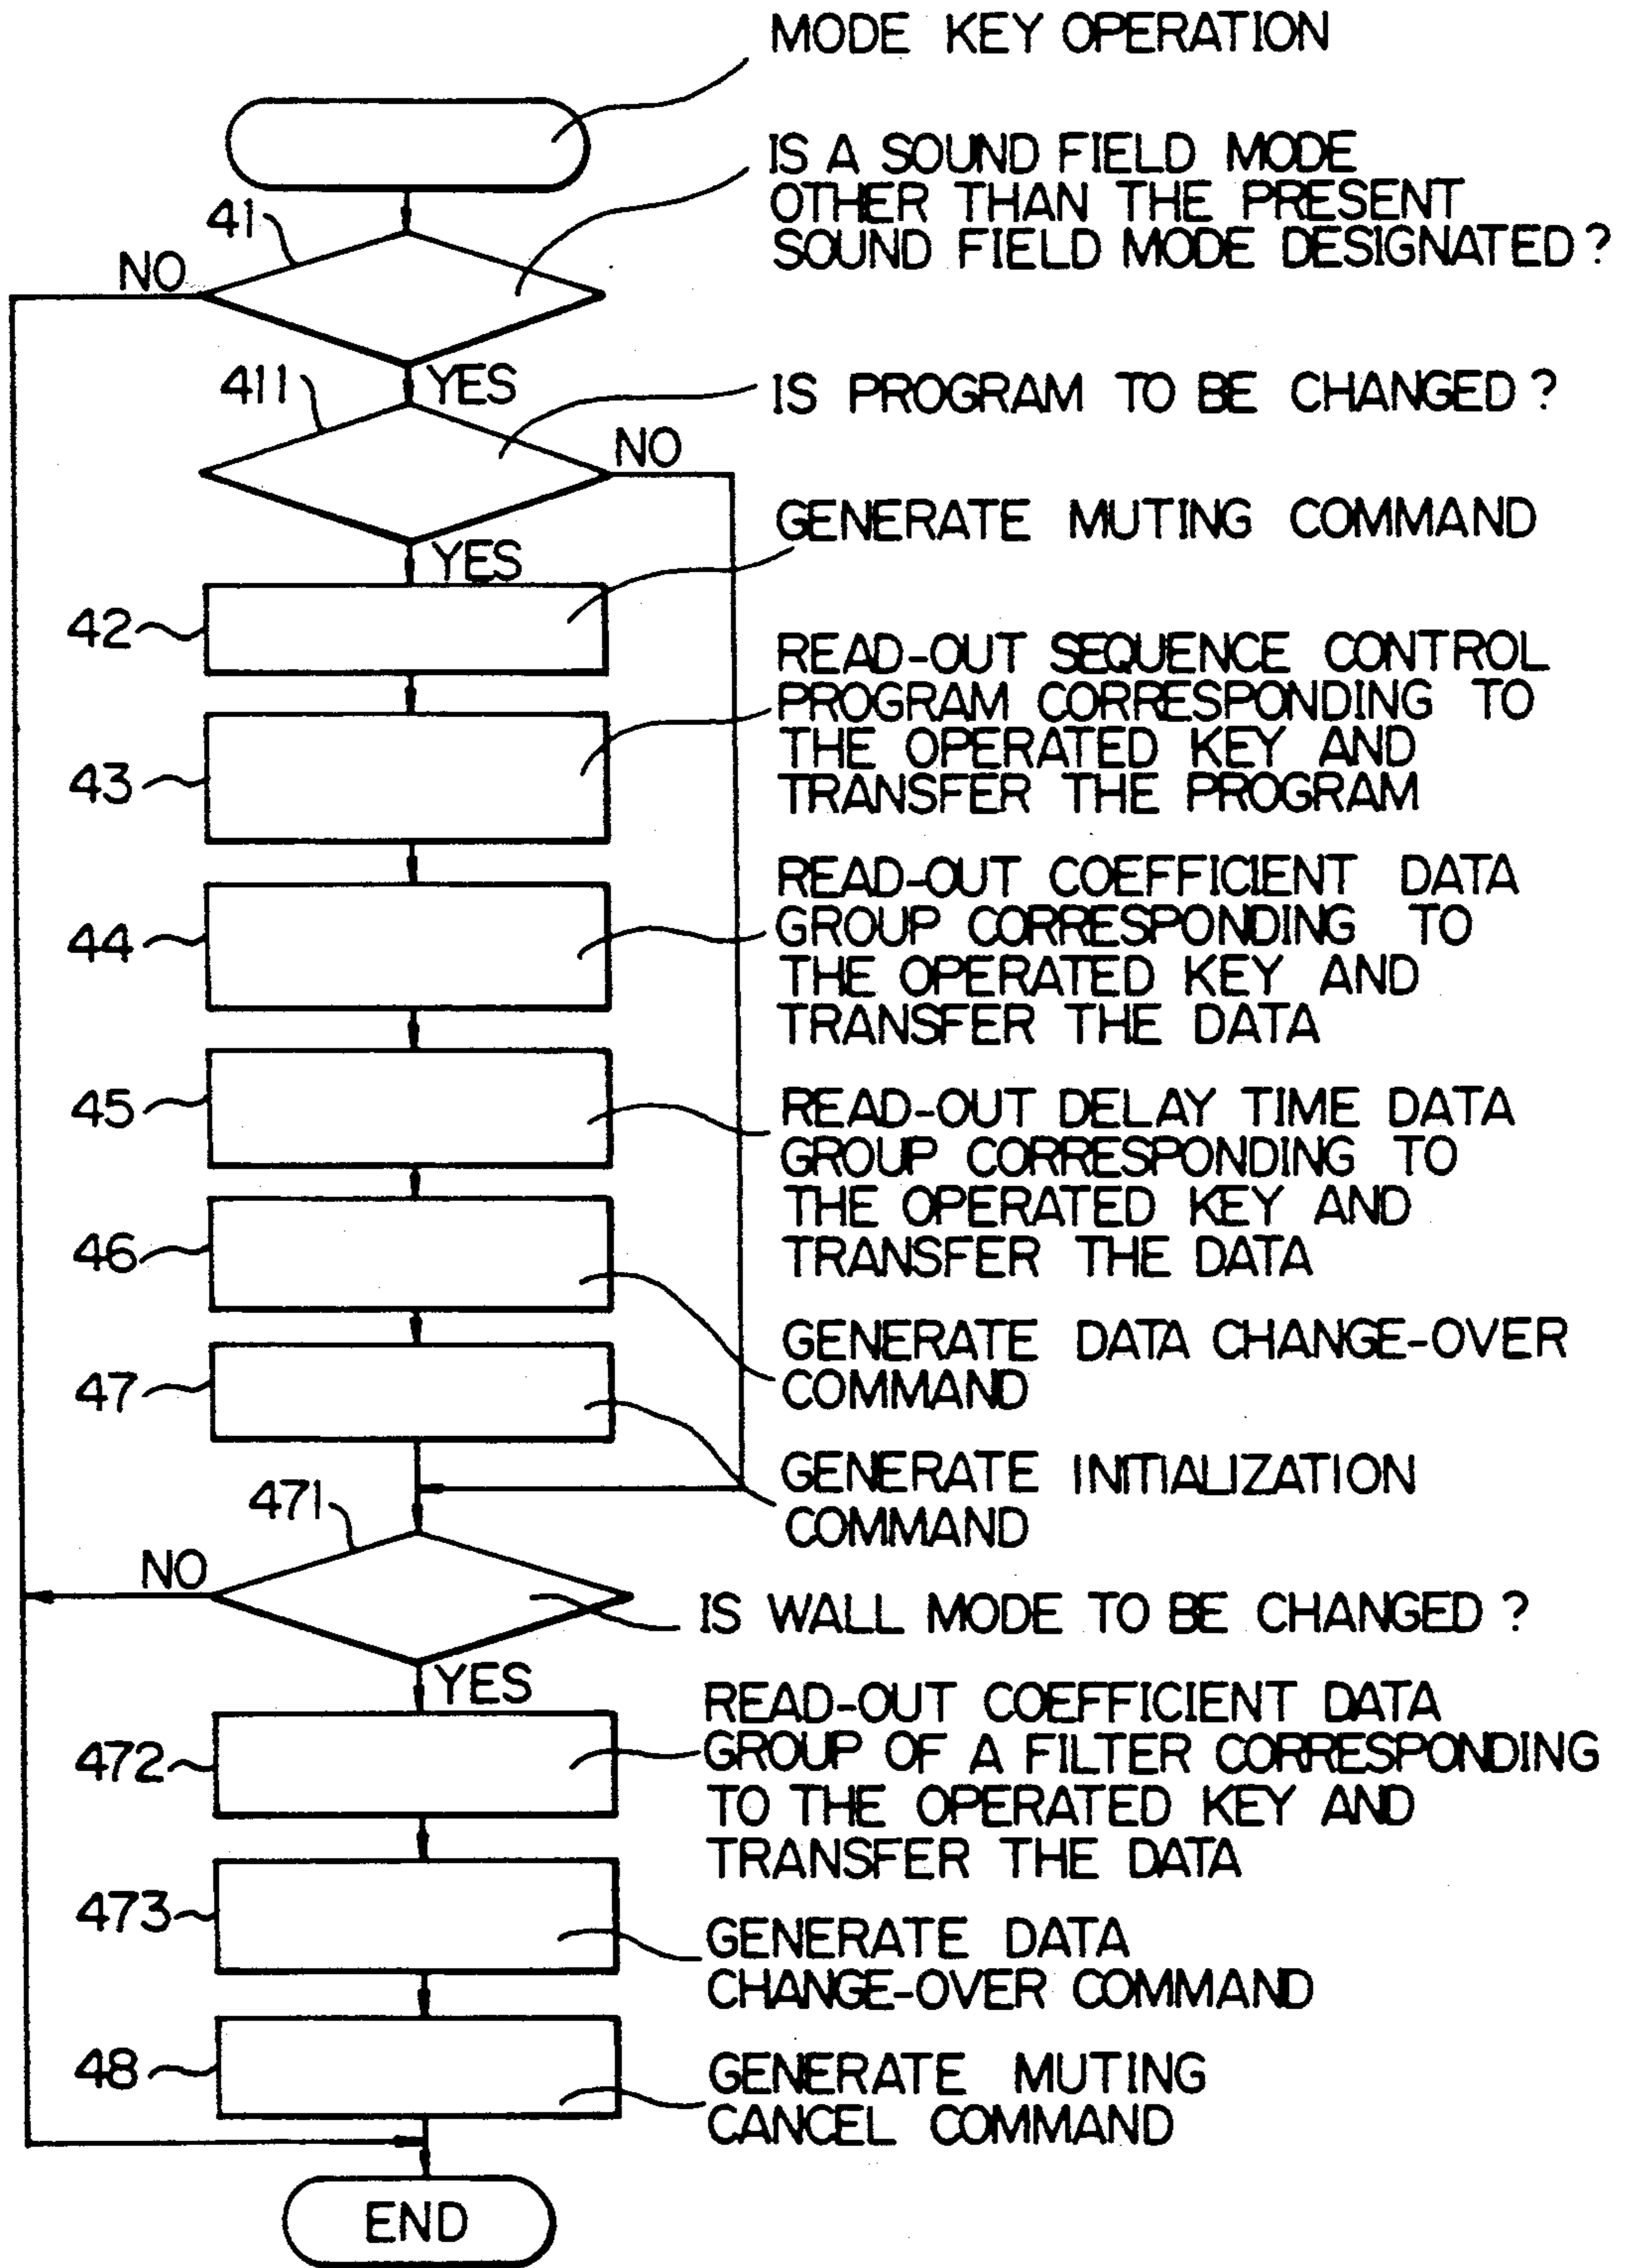 MODE KEY OPERATION
IS A SOUND FIELD MODE
OTHER THAN THE PRESENT
SOUND FIELD MODE DESIGNATED?
41
NO
YES
411
IS PROGRAM TO BE CHANGED?
NO
YES
GENERATE MUTING COMMAND
42
READ-OUT SEQUENCE CONTROL
PROGRAM CORRESPONDING TO
THE OPERATED KEY AND
TRANSFER THE PROGRAM
43
READ-OUT COEFFICIENT DATA
GROUP CORRESPONDING TO
THE OPERATED KEY AND
TRANSFER THE DATA
44
45
READ-OUT DELAY TIME DATA
GROUP CORRESPONDING TO
THE OPERATED KEY AND
TRANSFER THE DATA
46
GENERATE DATA CHANGE-OVER
COMMAND
47
GENERATE INITIALIZATION
COMMAND
471
NO
IS WALL MODE TO BE CHANGED?
YES
READ-OUT COEFFICIENT DATA
GROUP OF A FILTER CORRESPONDING
TO THE OPERATED KEY AND
TRANSFER THE DATA
472
473
GENERATE DATA
CHANGE-OVER COMMAND
48
GENERATE MUTING
CANCEL COMMAND
END